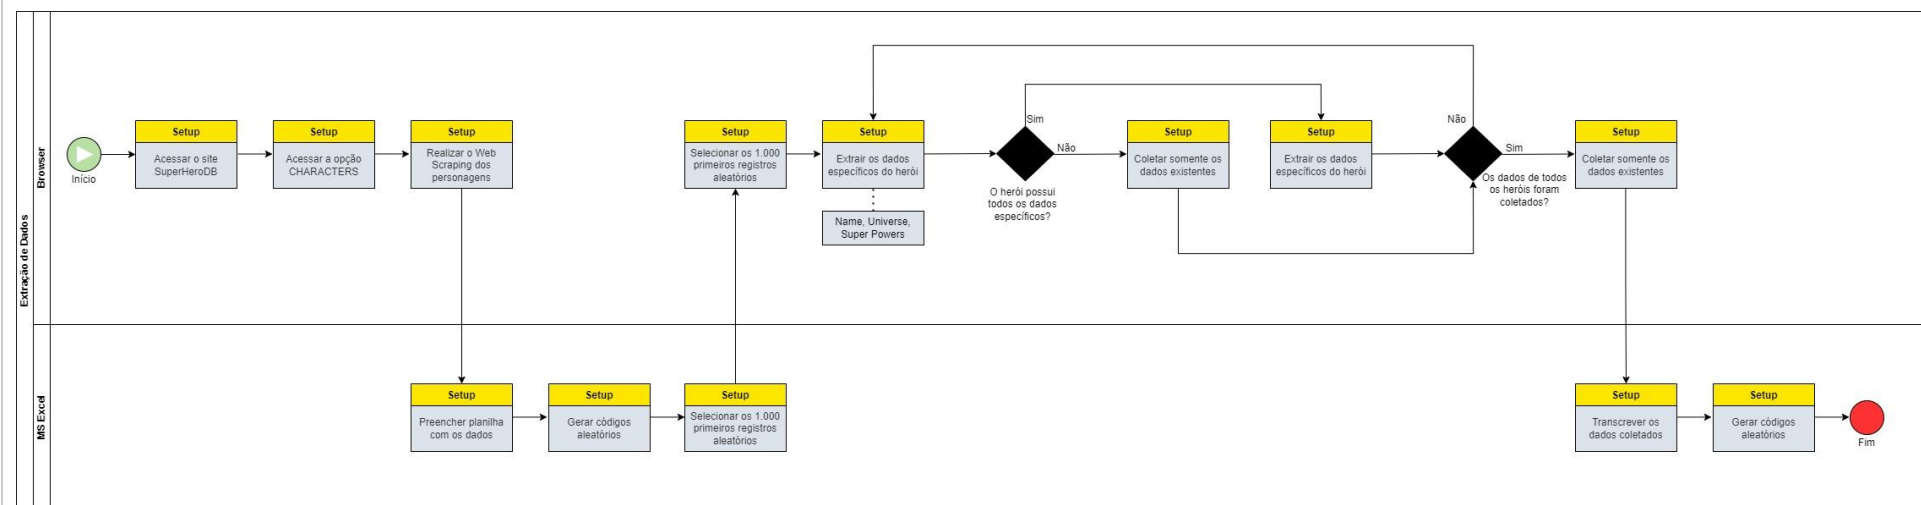 Extração de Dados
Browser
Início
Setup
Acessar o site
SuperHeroDB
Setup
Acessar a opção
CHARACTERS
Setup
Realizar o Web
Scraping dos
personagens
Setup
Selecionar os 1.000
primeiros registros
aleatórios
Setup
Extrair os dados
específicos do herói
Name, Universe,
Super Powers
Sim
Não
O herói possui
todos os dados
específicos?
Setup
Coletar somente os
dados existentes
Setup
Extrair os dados
específicos do herói
Não
Sim
Os dados de todos
os heróis foram
coletados?
Setup
Coletar somente os
dados existentes
MS Excel
Setup
Preencher planilha
com os dados
Setup
Gerar códigos
aleatórios
Setup
Selecionar os 1.000
primeiros registros
aleatórios
Setup
Transcrever os
dados coletados
Setup
Gerar códigos
aleatórios
Fim